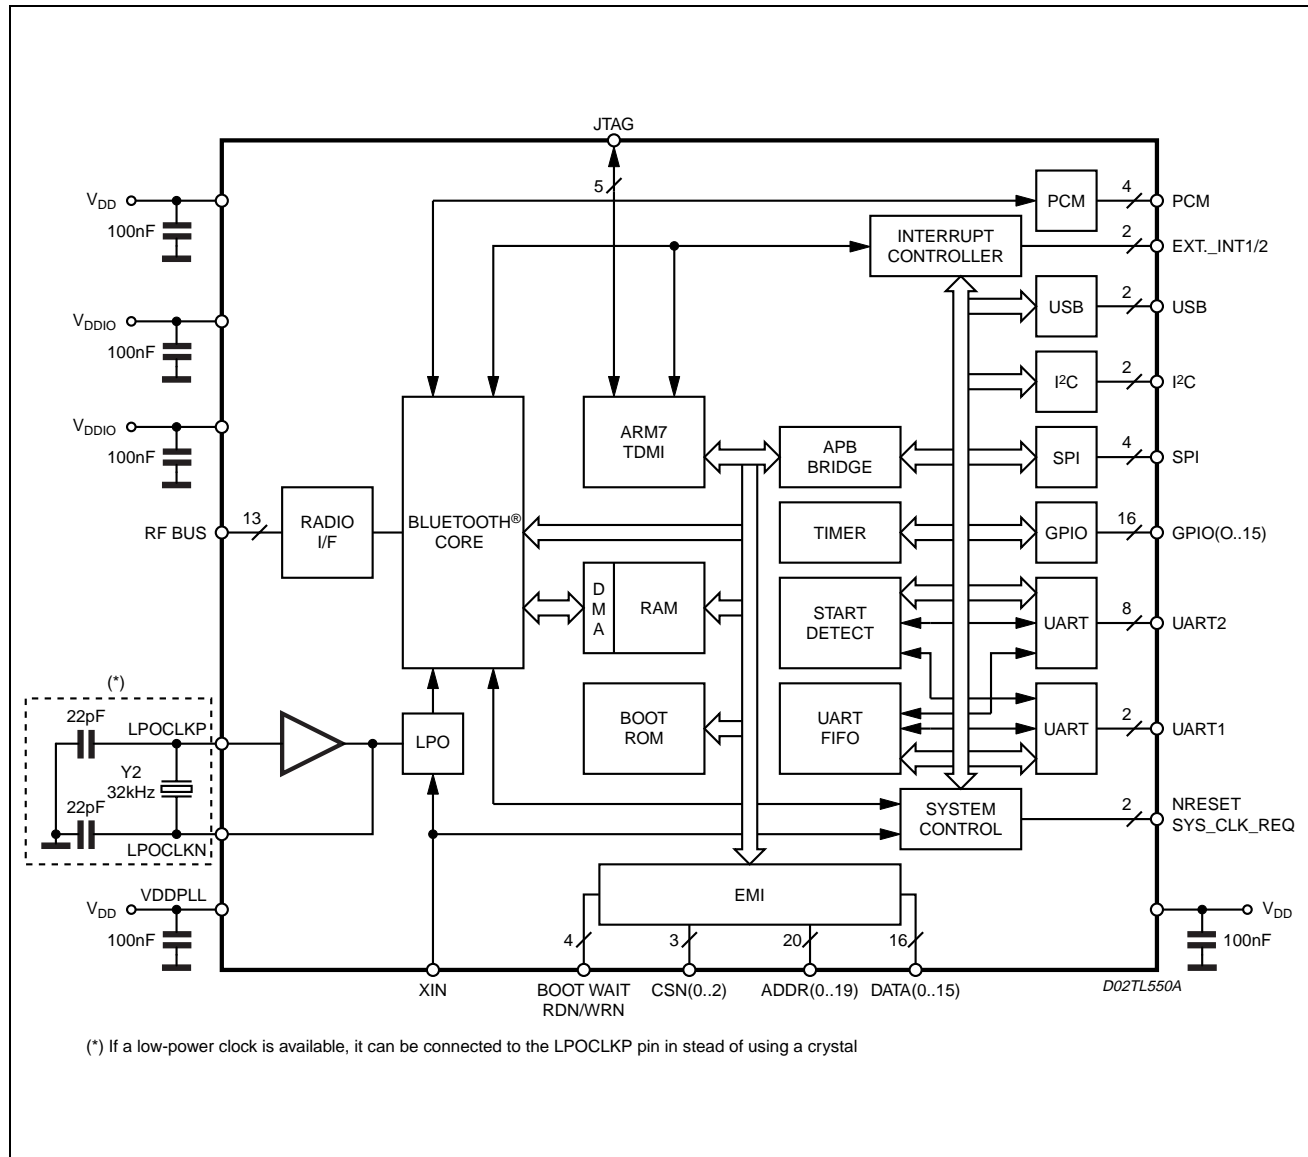 JTAG
5
V_DD
100nF
V_DDIO
100nF
V_DDIO
100nF
RF BUS
13
RADIO
I/F
BLUETOOTH®
CORE
ARM7
TDMI
APB
BRIDGE
TIMER
D
M
A
RAM
START
DETECT
BOOT
ROM
UART
FIFO
INTERRUPT
CONTROLLER
PCM
4
PCM
2
EXT._INT1/2
USB
2
USB
I²C
2
I²C
SPI
4
SPI
GPIO
16
GPIO(O..15)
UART
8
UART2
UART
2
UART1
SYSTEM
CONTROL
2
NRESET
SYS_CLK_REQ
(*)
22pF
LPOCLKP
Y2
32kHz
22pF
LPOCLKN
LPO
VDDPLL
V_DD
100nF
EMI
4
3
20
16
V_DD
100nF
XIN
BOOT WAIT
RDN/WRN
CSN(0..2)
ADDR(0..19)
DATA(0..15)
D02TL550A
(*) If a low-power clock is available, it can be connected to the LPOCLKP pin in stead of using a crystal